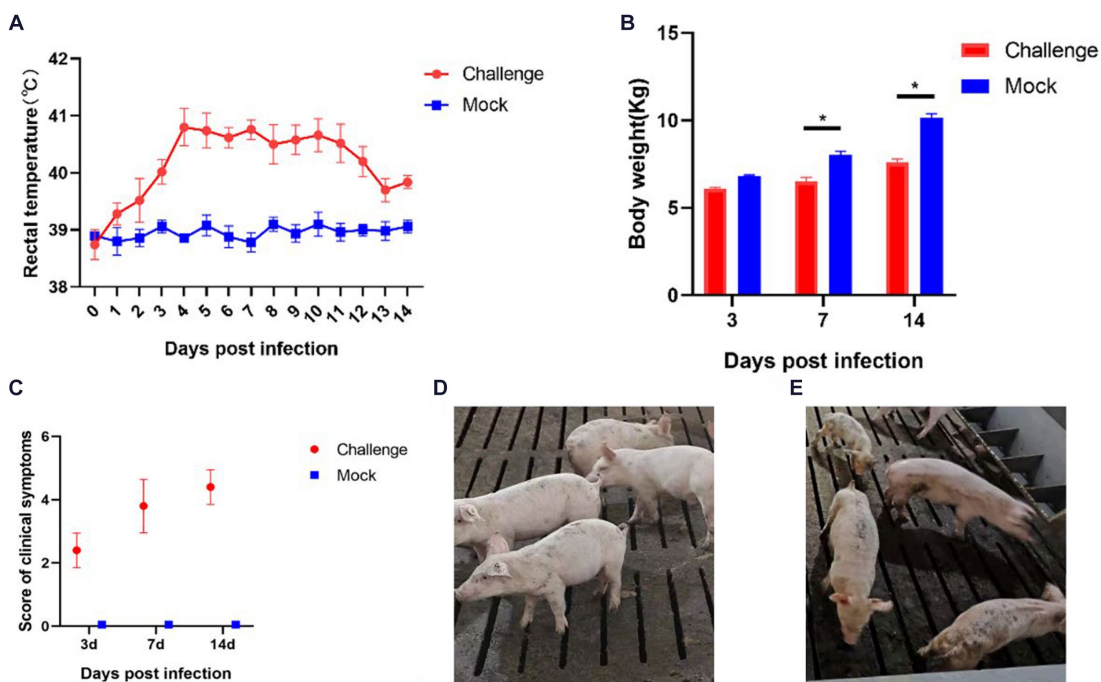 A
Rectal temperature(°C)
42
41
40
39
38
0 1 2 3 4 5 6 7 8 9 10 11 12 13 14
Days post infection
Challenge
Mock
B
Body weight(Kg)
15
10
5
0
* *
3 7 14
Days post infection
Challenge
Mock
C
Score of clinical symptoms
6
4
2
0
3d 7d 14d
Days post infection
Challenge
Mock
D
E